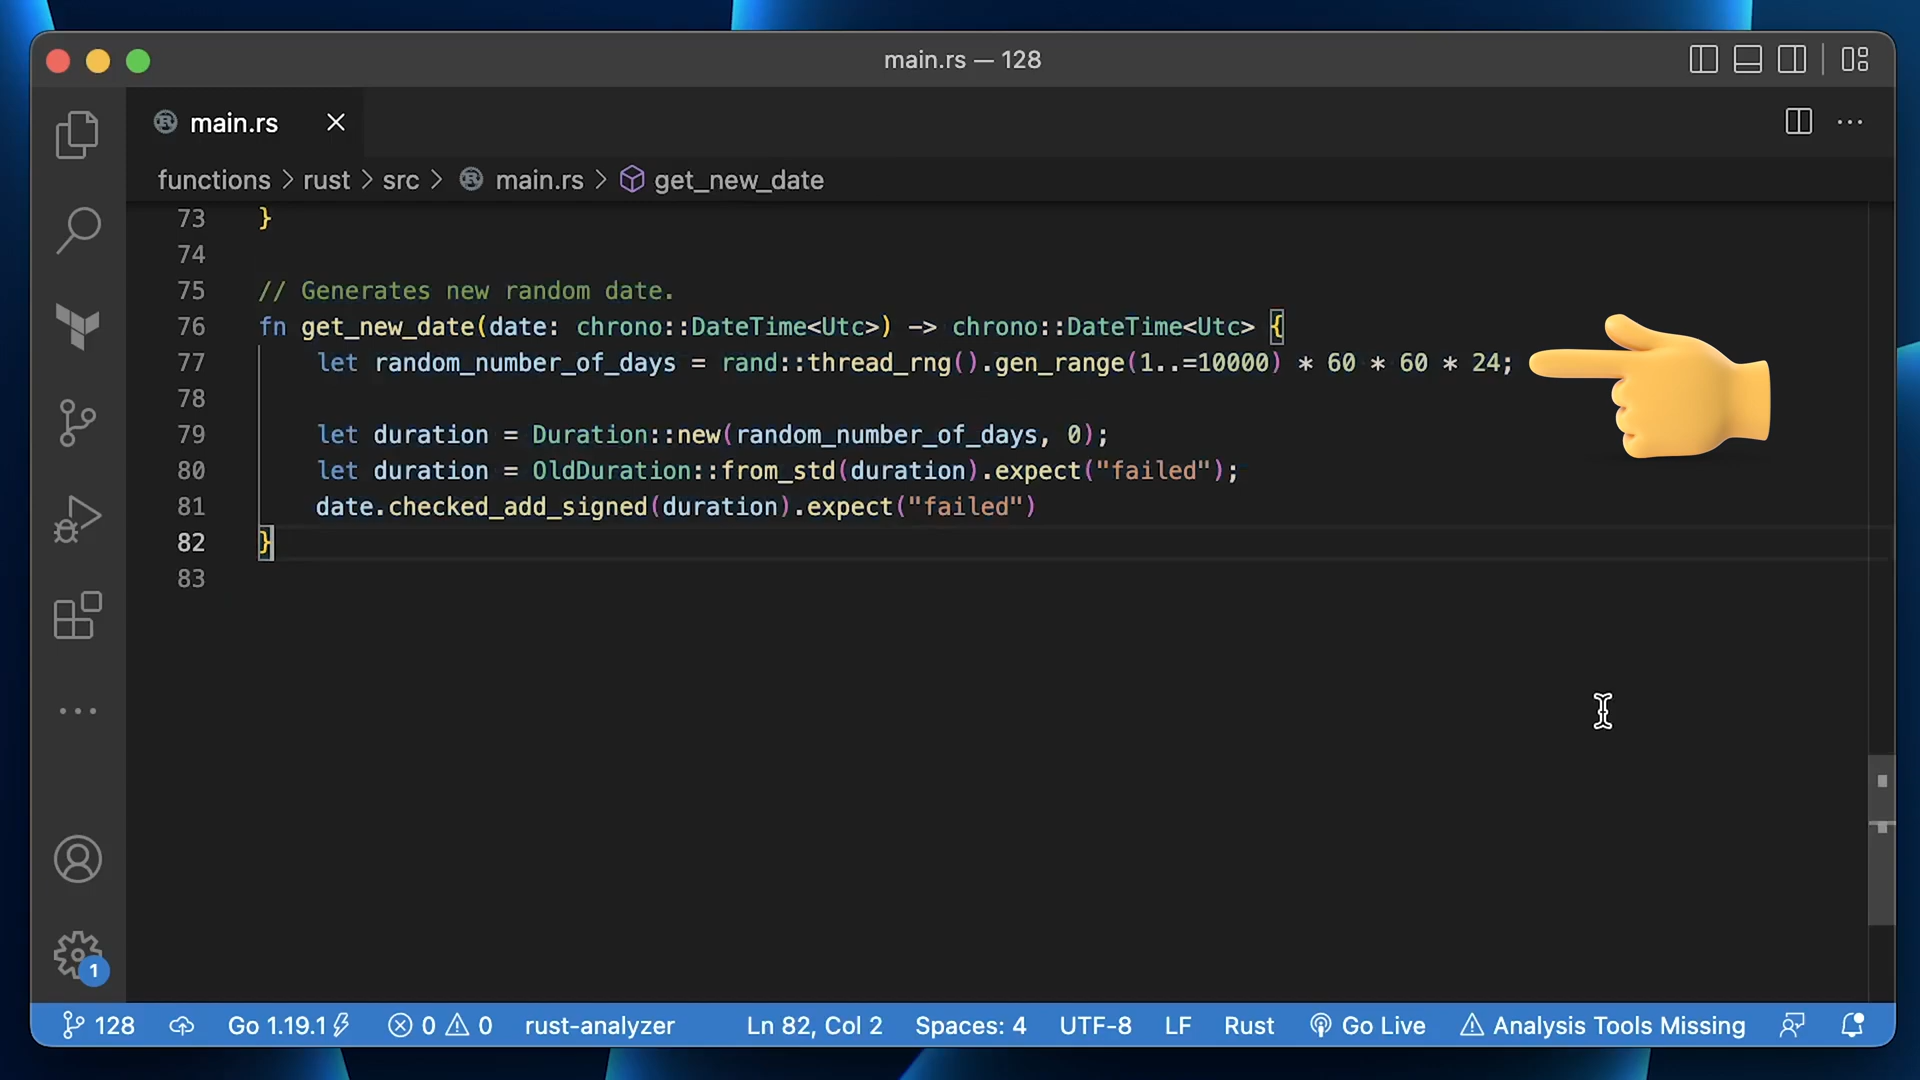 main.rs — 128
main.rs
functions > rust > src > main.rs > get_new_date
73 }
74
75 // Generates new random date.
76 fn get_new_date(date: chrono::DateTime<Utc>) -> chrono::DateTime<Utc> {
77 let random_number_of_days = rand::thread_rng().gen_range(1..=10000) * 60 * 60 * 24;
78
79 let duration = Duration::new(random_number_of_days, 0);
80 let duration = OldDuration::from_std(duration).expect("failed");
81 date.checked_add_signed(duration).expect("failed")
82 }
83
1
128 Go 1.19.1 0 0 rust-analyzer Ln 82, Col 2 Spaces: 4 UTF-8 LF Rust Go Live Analysis Tools Missing